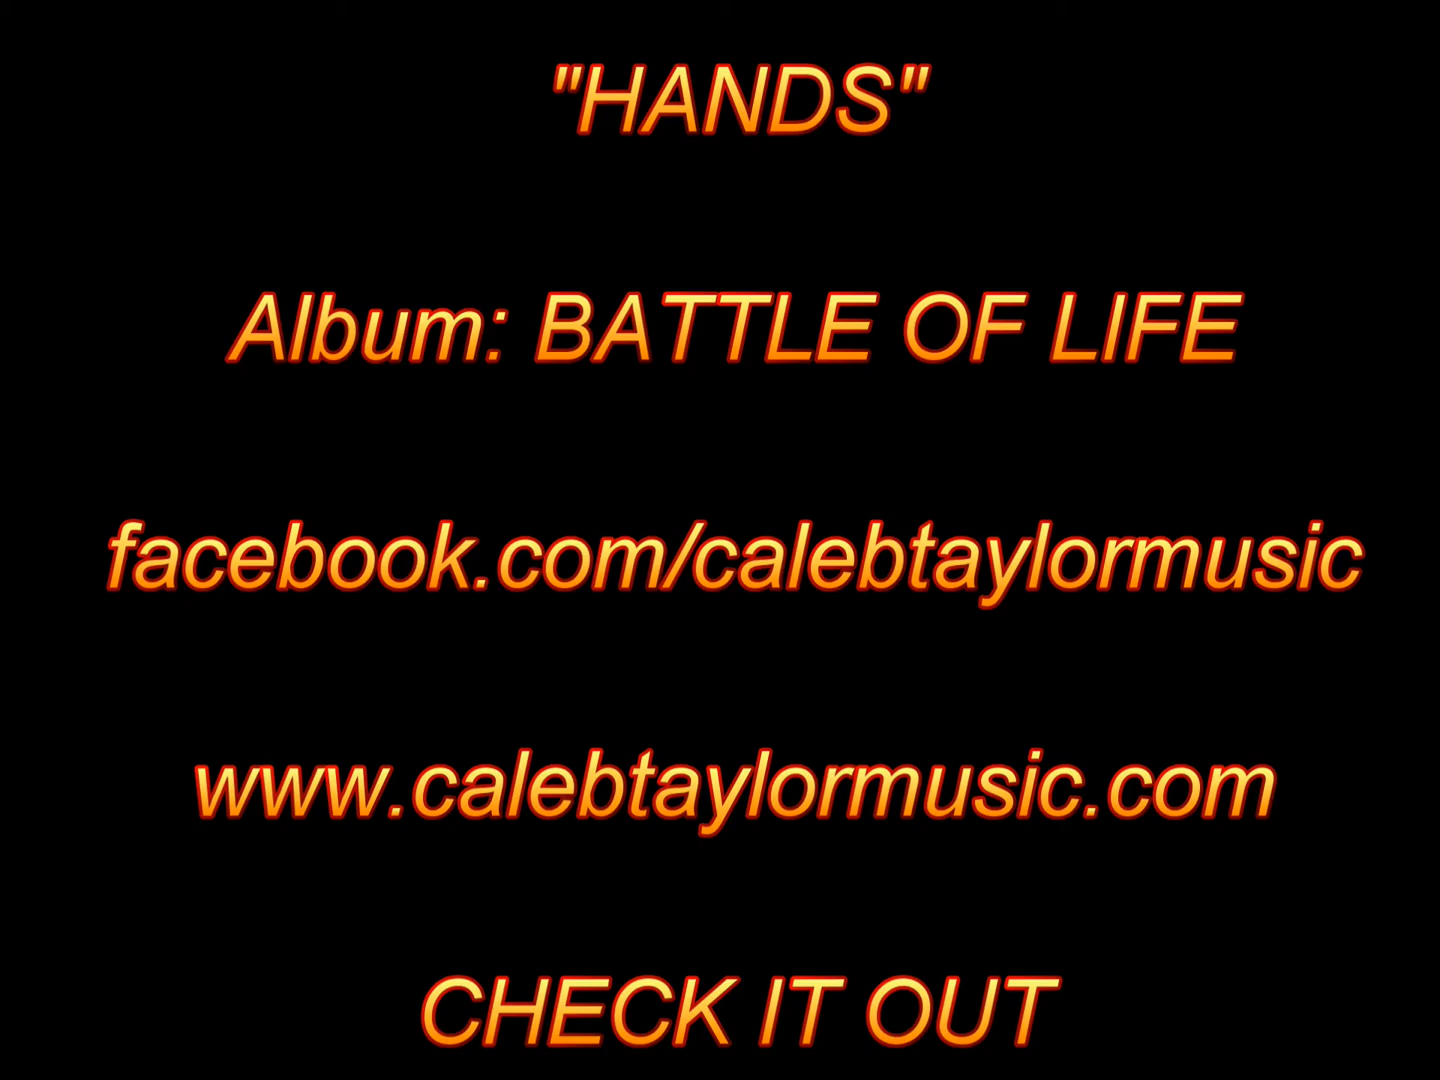 "HANDS"
Album: BATTLE OF LIFE
facebook.com/calebtaylormusic
www.calebtaylormusic.com
CHECK IT OUT